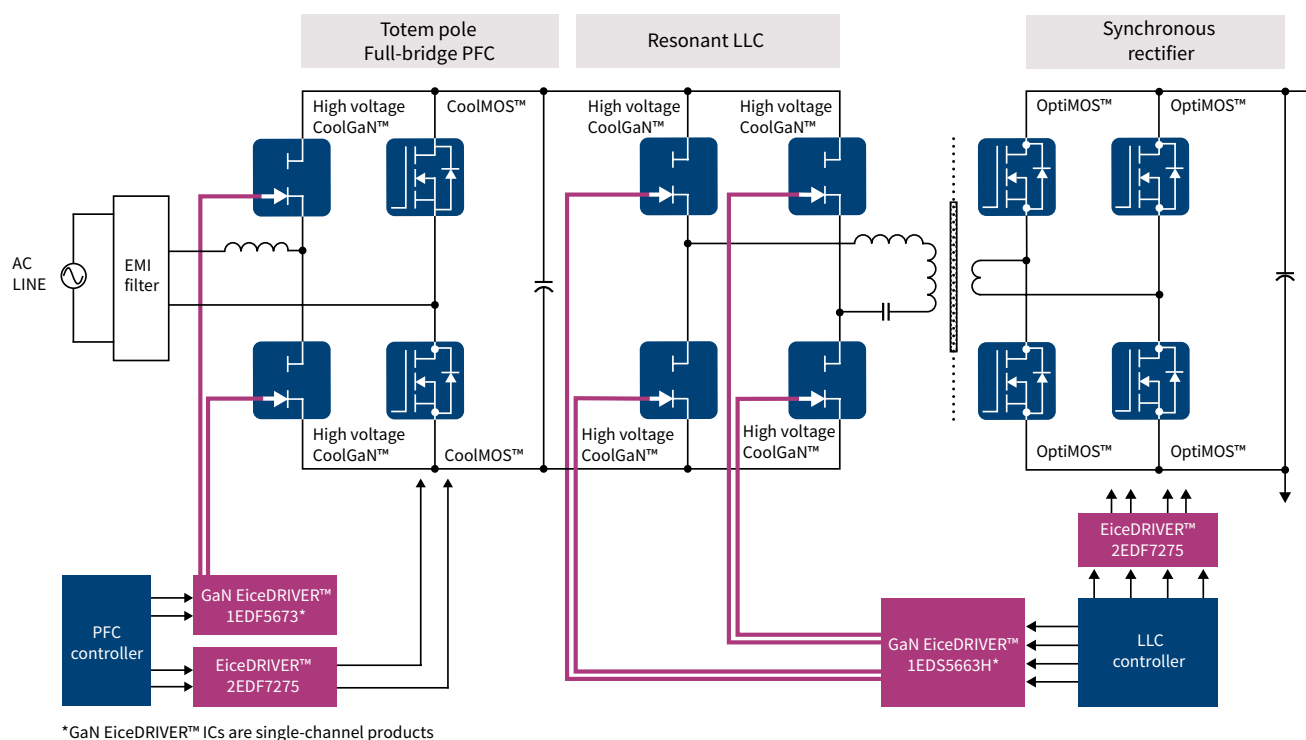 Totem pole
Full-bridge PFC
Resonant LLC
Synchronous
rectifier
High voltage
CoolGaN™
CoolMOS™
High voltage
CoolGaN™
High voltage
CoolGaN™
OptiMOS™
OptiMOS™
AC
LINE
EMI
filter
High voltage
CoolGaN™
CoolMOS™
High voltage
CoolGaN™
High voltage
CoolGaN™
OptiMOS™
OptiMOS™
EiceDRIVER™
2EDF7275
PFC
controller
GaN EiceDRIVER™
1EDF5673*
EiceDRIVER™
2EDF7275
GaN EiceDRIVER™
1EDS5663H*
LLC
controller
*GaN EiceDRIVER™ ICs are single-channel products